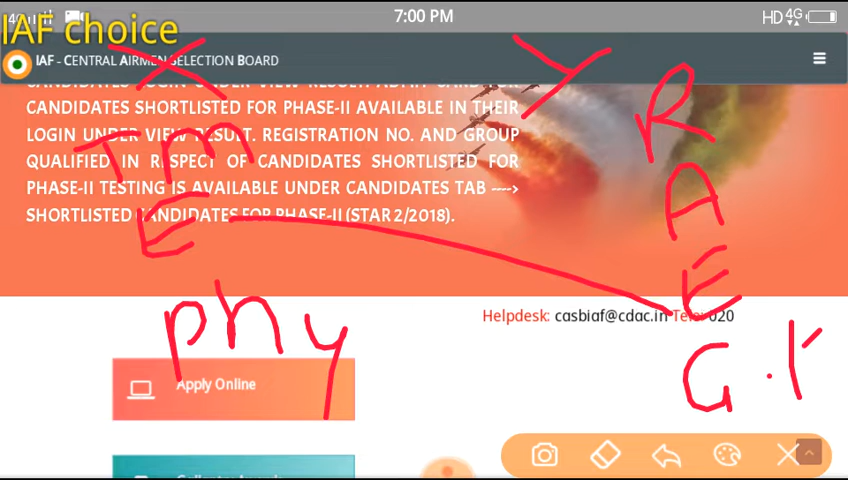 7:00 PM
HD 4G
IAF choice
IAF - CENTRAL AIRMEN SELECTION BOARD
CANDIDATES SHORTLISTED FOR PHASE-II AVAILABLE IN THEIR
LOGIN UNDER VIEW RESULT. REGISTRATION NO. AND GROUP
QUALIFIED IN RESPECT OF CANDIDATES SHORTLISTED FOR
PHASE-II TESTING IS AVAILABLE UNDER CANDIDATES TAB ---->
SHORTLISTED CANDIDATES FOR PHASE-II (STAR 2/2018).
X
Y
m
E
phy
R
A
E
G.K
Helpdesk: casbiaf@cdac.in Tele: 020
Apply Online